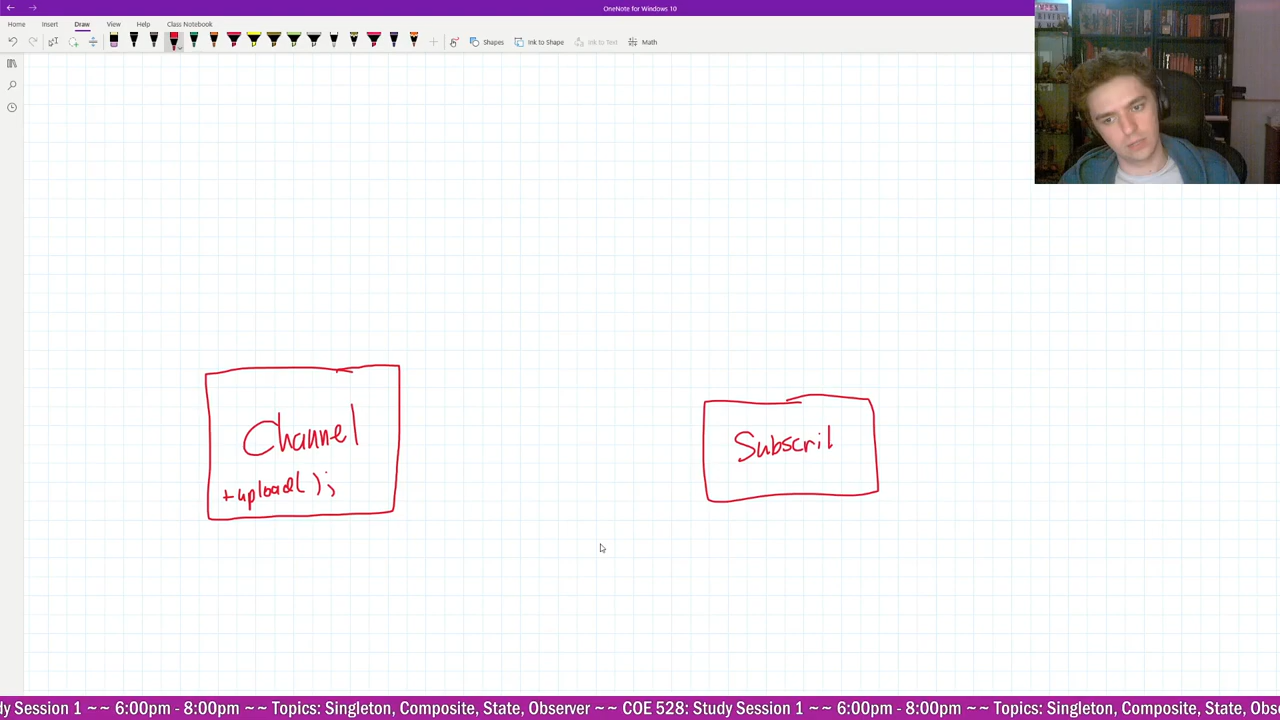 OneNote for Windows 10
Home Insert Draw View Help Class Notebook
Shapes Ink to Shape Ink to Text Math
Channel
+upload();
Subscril
dy Session 1 ~~ 6:00pm - 8:00pm ~~ Topics: Singleton, Composite, State, Observer ~~ COE 528: Study Session 1 ~~ 6:00pm - 8:00pm ~~ Topics: Singleton, Composite, State, Obse